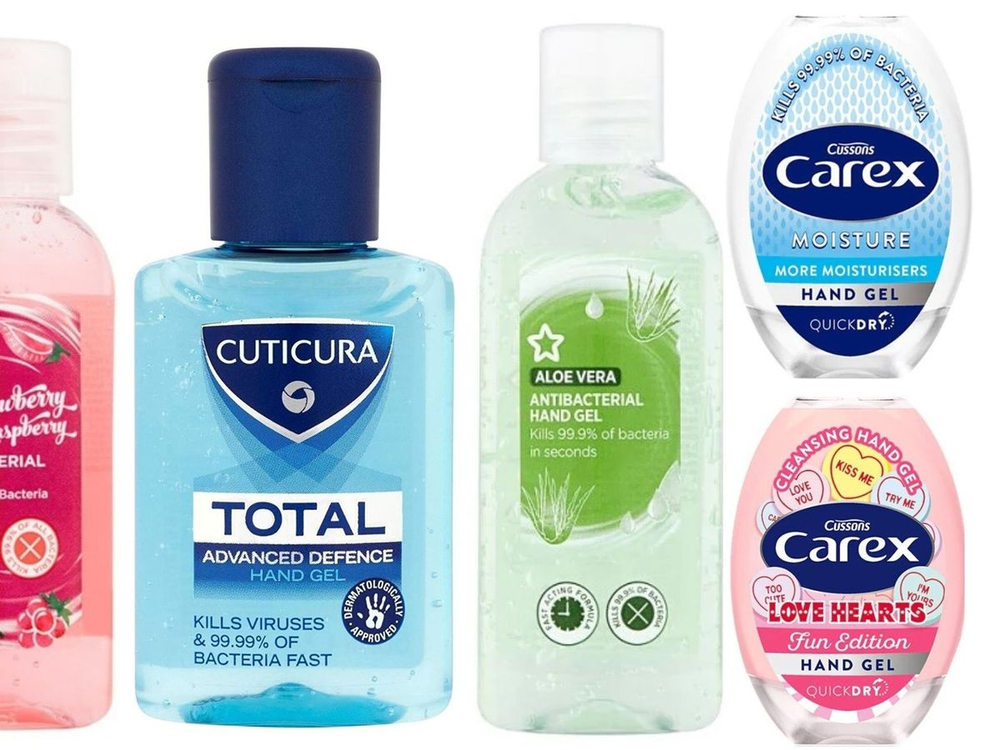 ERIAL
Bacteria
KILLS 99.9% OF ALL BACTERIA
CUTICURA
TOTAL
ADVANCED DEFENCE
HAND GEL
DERMATOLOGICALLY
APPROVED
KILLS VIRUSES
& 99.99% OF
BACTERIA FAST
ALOE VERA
ANTIBACTERIAL
HAND GEL
Kills 99.9% of bacteria
in seconds
FAST ACTING FORMULA
KILLS 99.9% OF BACTERIA
KILLS 99.99% OF BACTERIA
Cussons
Carex
MOISTURE
MORE MOISTURISERS
HAND GEL
QUICKDRY
CLEANSING HAND GEL
KISS ME
LOVE
YOU
TRY ME
Cussons
Carex
TOO
CUTE
I'M
YOURS
LOVE HEARTS
Fun Edition
HAND GEL
QUICKDRY